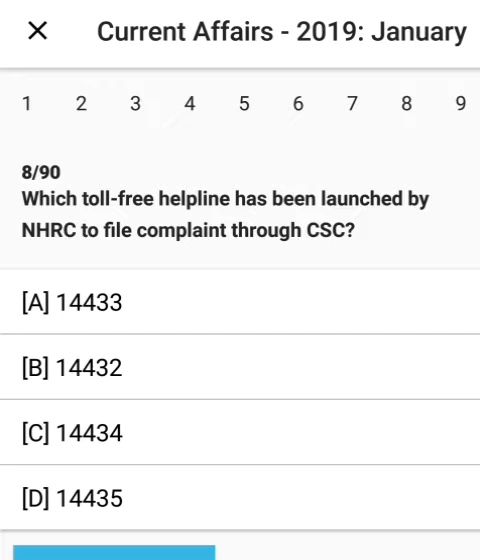 × Current Affairs - 2019: January
1 2 3 4 5 6 7 8 9
8/90
Which toll-free helpline has been launched by
NHRC to file complaint through CSC?
[A] 14433
[B] 14432
[C] 14434
[D] 14435